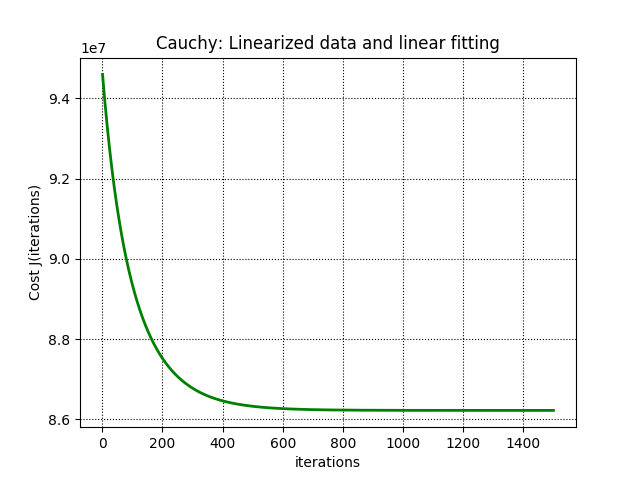 Cauchy: Linearized data and linear fitting
1e7
9.4
9.2
9.0
8.8
8.6
Cost J(iterations)
0 200 400 600 800 1000 1200 1400
iterations